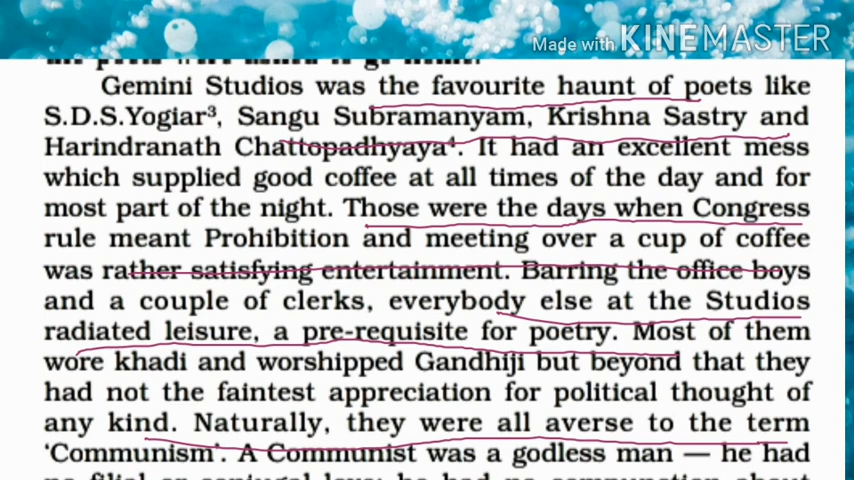 Made with KINEMASTER
Gemini Studios was the favourite haunt of poets like
S.D.S.Yogiar³, Sangu Subramanyam, Krishna Sastry and
Harindranath Chattopadhyaya⁴. It had an excellent mess
which supplied good coffee at all times of the day and for
most part of the night. Those were the days when Congress
rule meant Prohibition and meeting over a cup of coffee
was rather satisfying entertainment. Barring the office boys
and a couple of clerks, everybody else at the Studios
radiated leisure, a pre-requisite for poetry. Most of them
wore khadi and worshipped Gandhiji but beyond that they
had not the faintest appreciation for political thought of
any kind. Naturally, they were all averse to the term
‘Communism’. A Communist was a godless man — he had